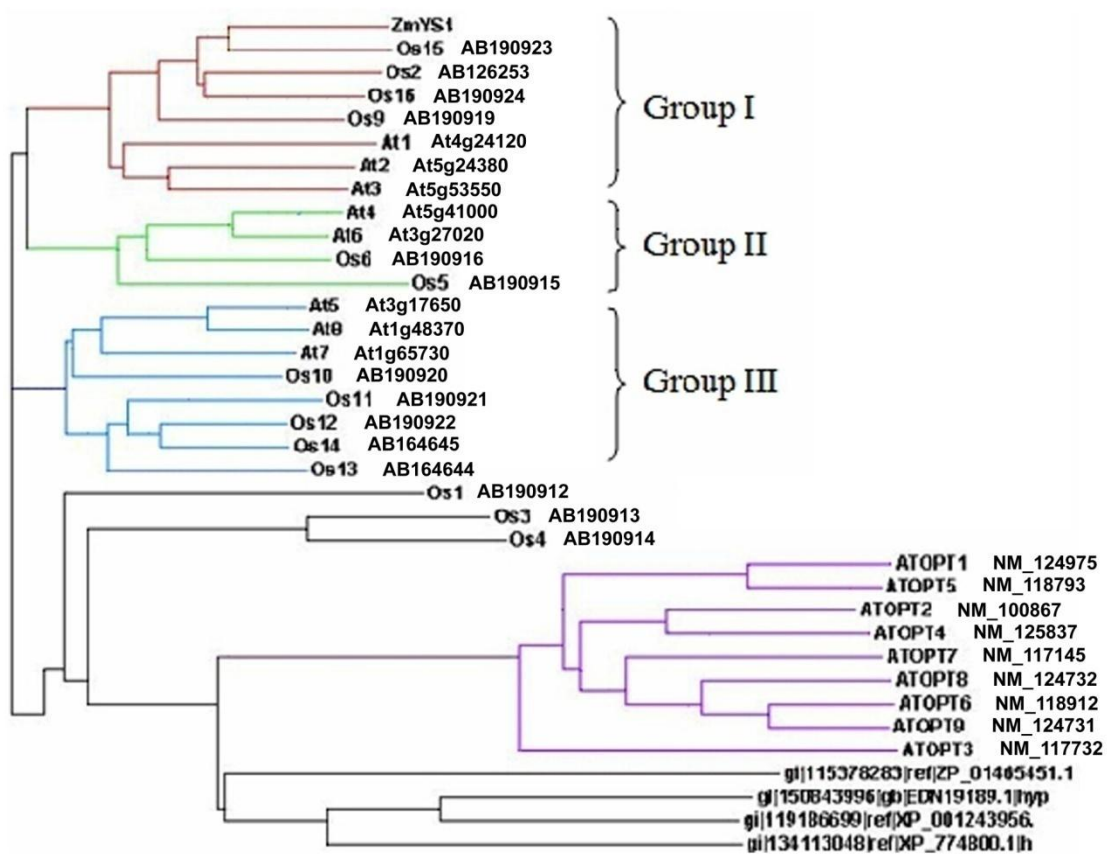 ZmYS1
Os15 AB190923
Os2 AB126253
Os16 AB190924
Os9 AB190919
At1 At4g24120
At2 At5g24380
At3 At5g53550
Group I
At4 At5g41000
At6 At3g27020
Os6 AB190916
Os5 AB190915
Group II
At5 At3g17650
At8 At1g48370
At7 At1g65730
Os10 AB190920
Os11 AB190921
Os12 AB190922
Os14 AB164645
Os13 AB164644
Group III
Os1 AB190912
Os3 AB190913
Os4 AB190914
ATOPT1 NM_124975
ATOPT5 NM_118793
ATOPT2 NM_100867
ATOPT4 NM_125837
ATOPT7 NM_117145
ATOPT8 NM_124732
ATOPT6 NM_118912
ATOPT9 NM_124731
ATOPT3 NM_117732
gi|115378283|ref|ZP_01465451.1
gi|150843996|gb|EDN19189.1|hyp
gi|119186699|ref|XP_001243956.
gi|134113048|ref|XP_774800.1|h